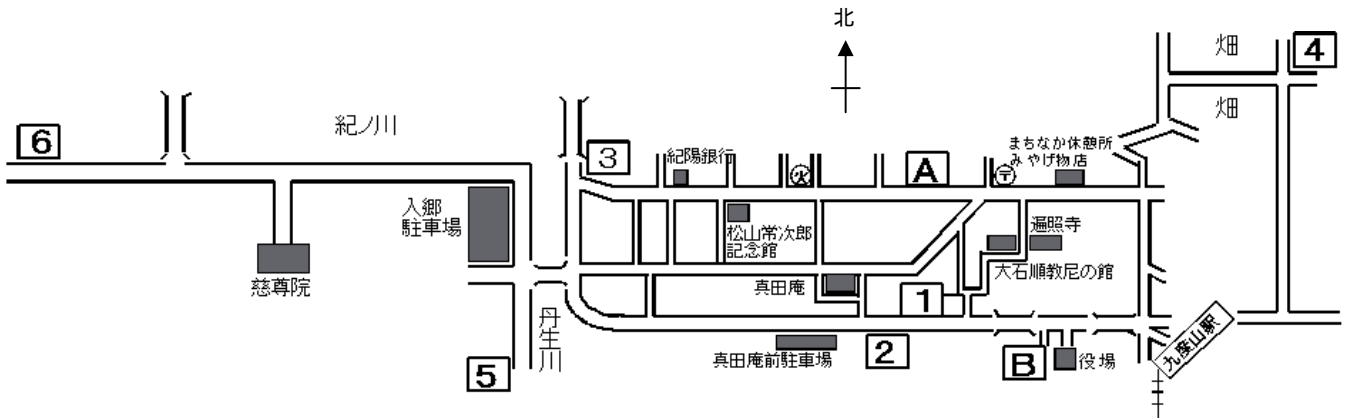 北
畑
4
畑
6
紀ノ川
3
紀陽銀行
火
A
〒
まちなか休憩所
みやげ物店
入郷
駐車場
松山常次郎
記念館
遍照寺
大石順教尼の館
慈尊院
真田庵
1
丹生川
九度山駅
真田庵前駐車場
2
B
役場
5